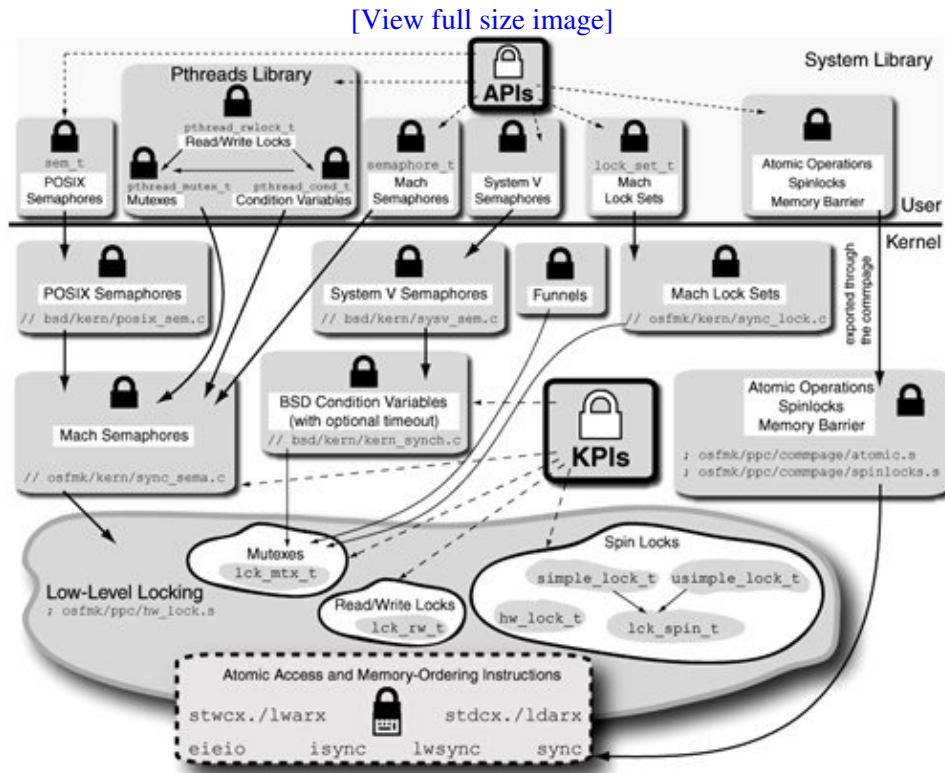 [View full size image]
System Library
APIs
Pthreads Library
pthread_rwlock_t
Read/Write Locks
sem_t
POSIX
Semaphores
pthread_mutex_t
Mutexes
pthread_cond_t
Condition Variables
semaphore_t
Mach
Semaphores
System V
Semaphores
lock_set_t
Mach
Lock Sets
Atomic Operations
Spinlocks
Memory Barrier
User
Kernel
POSIX Semaphores
// bsd/kern/posix_sem.c
System V Semaphores
// bsd/kern/sysv_sem.c
Funnels
Mach Lock Sets
// osfmk/kern/sync_lock.c
exported through
the commpage
Mach Semaphores
// osfmk/kern/sync_sema.c
BSD Condition Variables
(with optional timeout)
// bsd/kern/kern_synch.c
KPIs
Atomic Operations
Spinlocks
Memory Barrier
; osfmk/ppc/commpage/atomic.s
; osfmk/ppc/commpage/spinlocks.s
Low-Level Locking
; osfmk/ppc/hw_lock.s
Mutexes
lck_mtx_t
Read/Write Locks
lck_rw_t
Spin Locks
simple_lock_t
usimple_lock_t
hw_lock_t
lck_spin_t
Atomic Access and Memory-Ordering Instructions
stwcx./lwarx
stdcx./ldarx
eieio isync lwsync sync